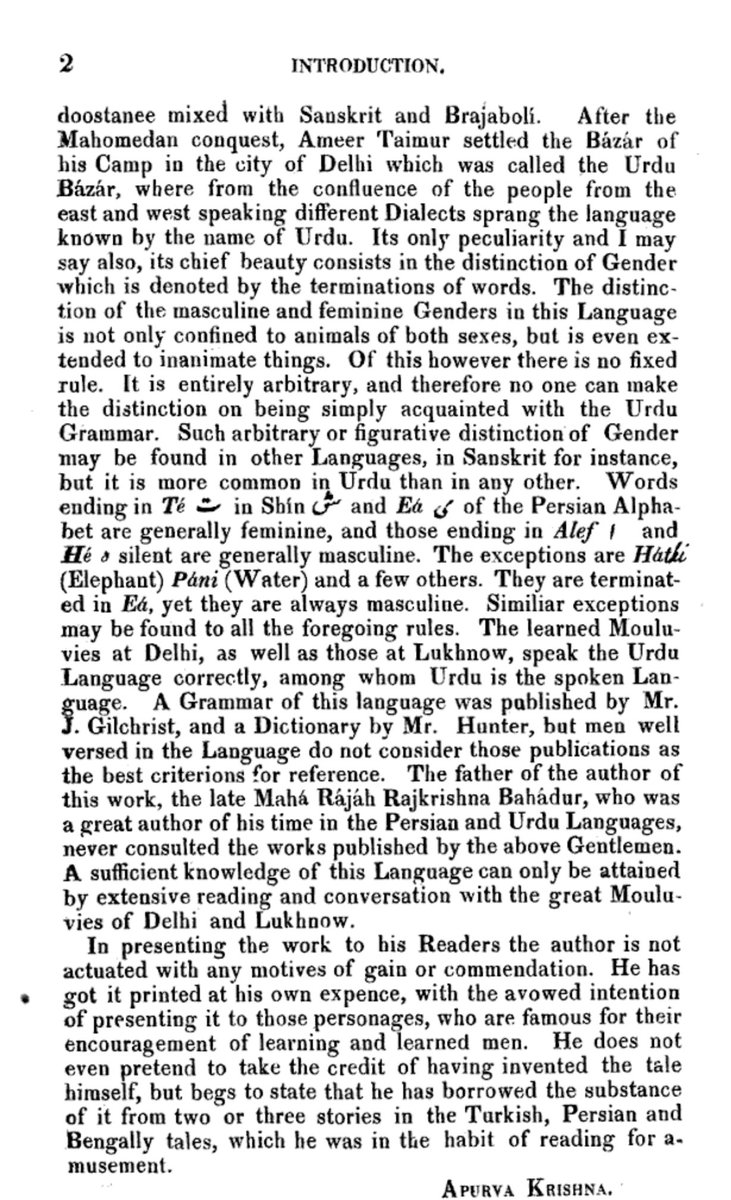 2 INTRODUCTION.
doostanee mixed with Sanskrit and Brajabolí. After the
Mahomedan conquest, Ameer Taimur settled the Bázár of
his Camp in the city of Delhi which was called the Urdu
Bázár, where from the confluence of the people from the
east and west speaking different Dialects sprang the language
known by the name of Urdu. Its only peculiarity and I may
say also, its chief beauty consists in the distinction of Gender
which is denoted by the terminations of words. The distinc-
tion of the masculine and feminine Genders in this Language
is not only confined to animals of both sexes, but is even ex-
tended to inanimate things. Of this however there is no fixed
rule. It is entirely arbitrary, and therefore no one can make
the distinction on being simply acquainted with the Urdu
Grammar. Such arbitrary or figurative distinction of Gender
may be found in other Languages, in Sanskrit for instance,
but it is more common in Urdu than in any other. Words
ending in Té ت in Shín ش and Eá ی of the Persian Alpha-
bet are generally feminine, and those ending in Alef ا and
Hé ه silent are generally masculine. The exceptions are Háthí
(Elephant) Páni (Water) and a few others. They are terminat-
ed in Eá, yet they are always masculine. Similiar exceptions
may be found to all the foregoing rules. The learned Moulu-
vies at Delhi, as well as those at Lukhnow, speak the Urdu
Language correctly, among whom Urdu is the spoken Lan-
guage. A Grammar of this language was published by Mr.
J. Gilchrist, and a Dictionary by Mr. Hunter, but men well
versed in the Language do not consider those publications as
the best criterions for reference. The father of the author of
this work, the late Mahá Rájáh Rajkrishna Bahádur, who was
a great author of his time in the Persian and Urdu Languages,
never consulted the works published by the above Gentlemen.
A sufficient knowledge of this Language can only be attained
by extensive reading and conversation with the great Moulu-
vies of Delhi and Lukhnow.
In presenting the work to his Readers the author is not
actuated with any motives of gain or commendation. He has
got it printed at his own expence, with the avowed intention
of presenting it to those personages, who are famous for their
encouragement of learning and learned men. He does not
even pretend to take the credit of having invented the tale
himself, but begs to state that he has borrowed the substance
of it from two or three stories in the Turkish, Persian and
Bengally tales, which he was in the habit of reading for a-
musement.
APURVA KRISHNA.